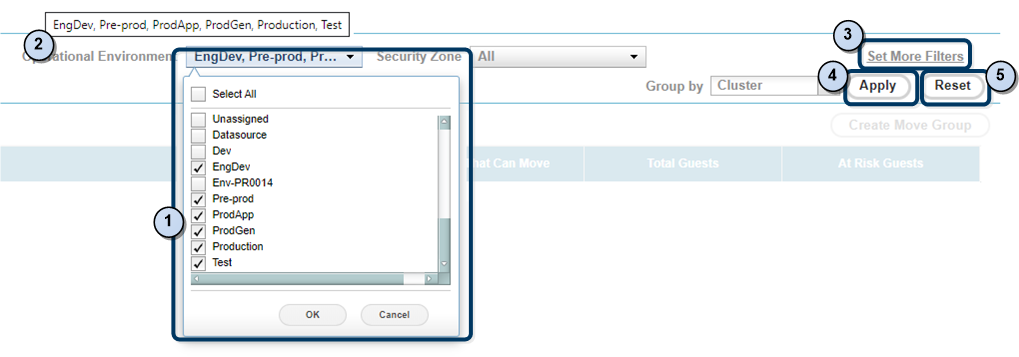 EngDev, Pre-prod, ProdApp, ProdGen, Production, Test
2
3
Operational Environment EngDev, Pre-prod, Pr... Security Zone All
Set More Filters
4
5
Group by Cluster
Apply
Reset
Select All
Create Move Group
Unassigned
Datasource
Dev
EngDev
Env-PR0014
Pre-prod
ProdApp
ProdGen
Production
Test
1
That Can Move
Total Guests
At Risk Guests
OK
Cancel